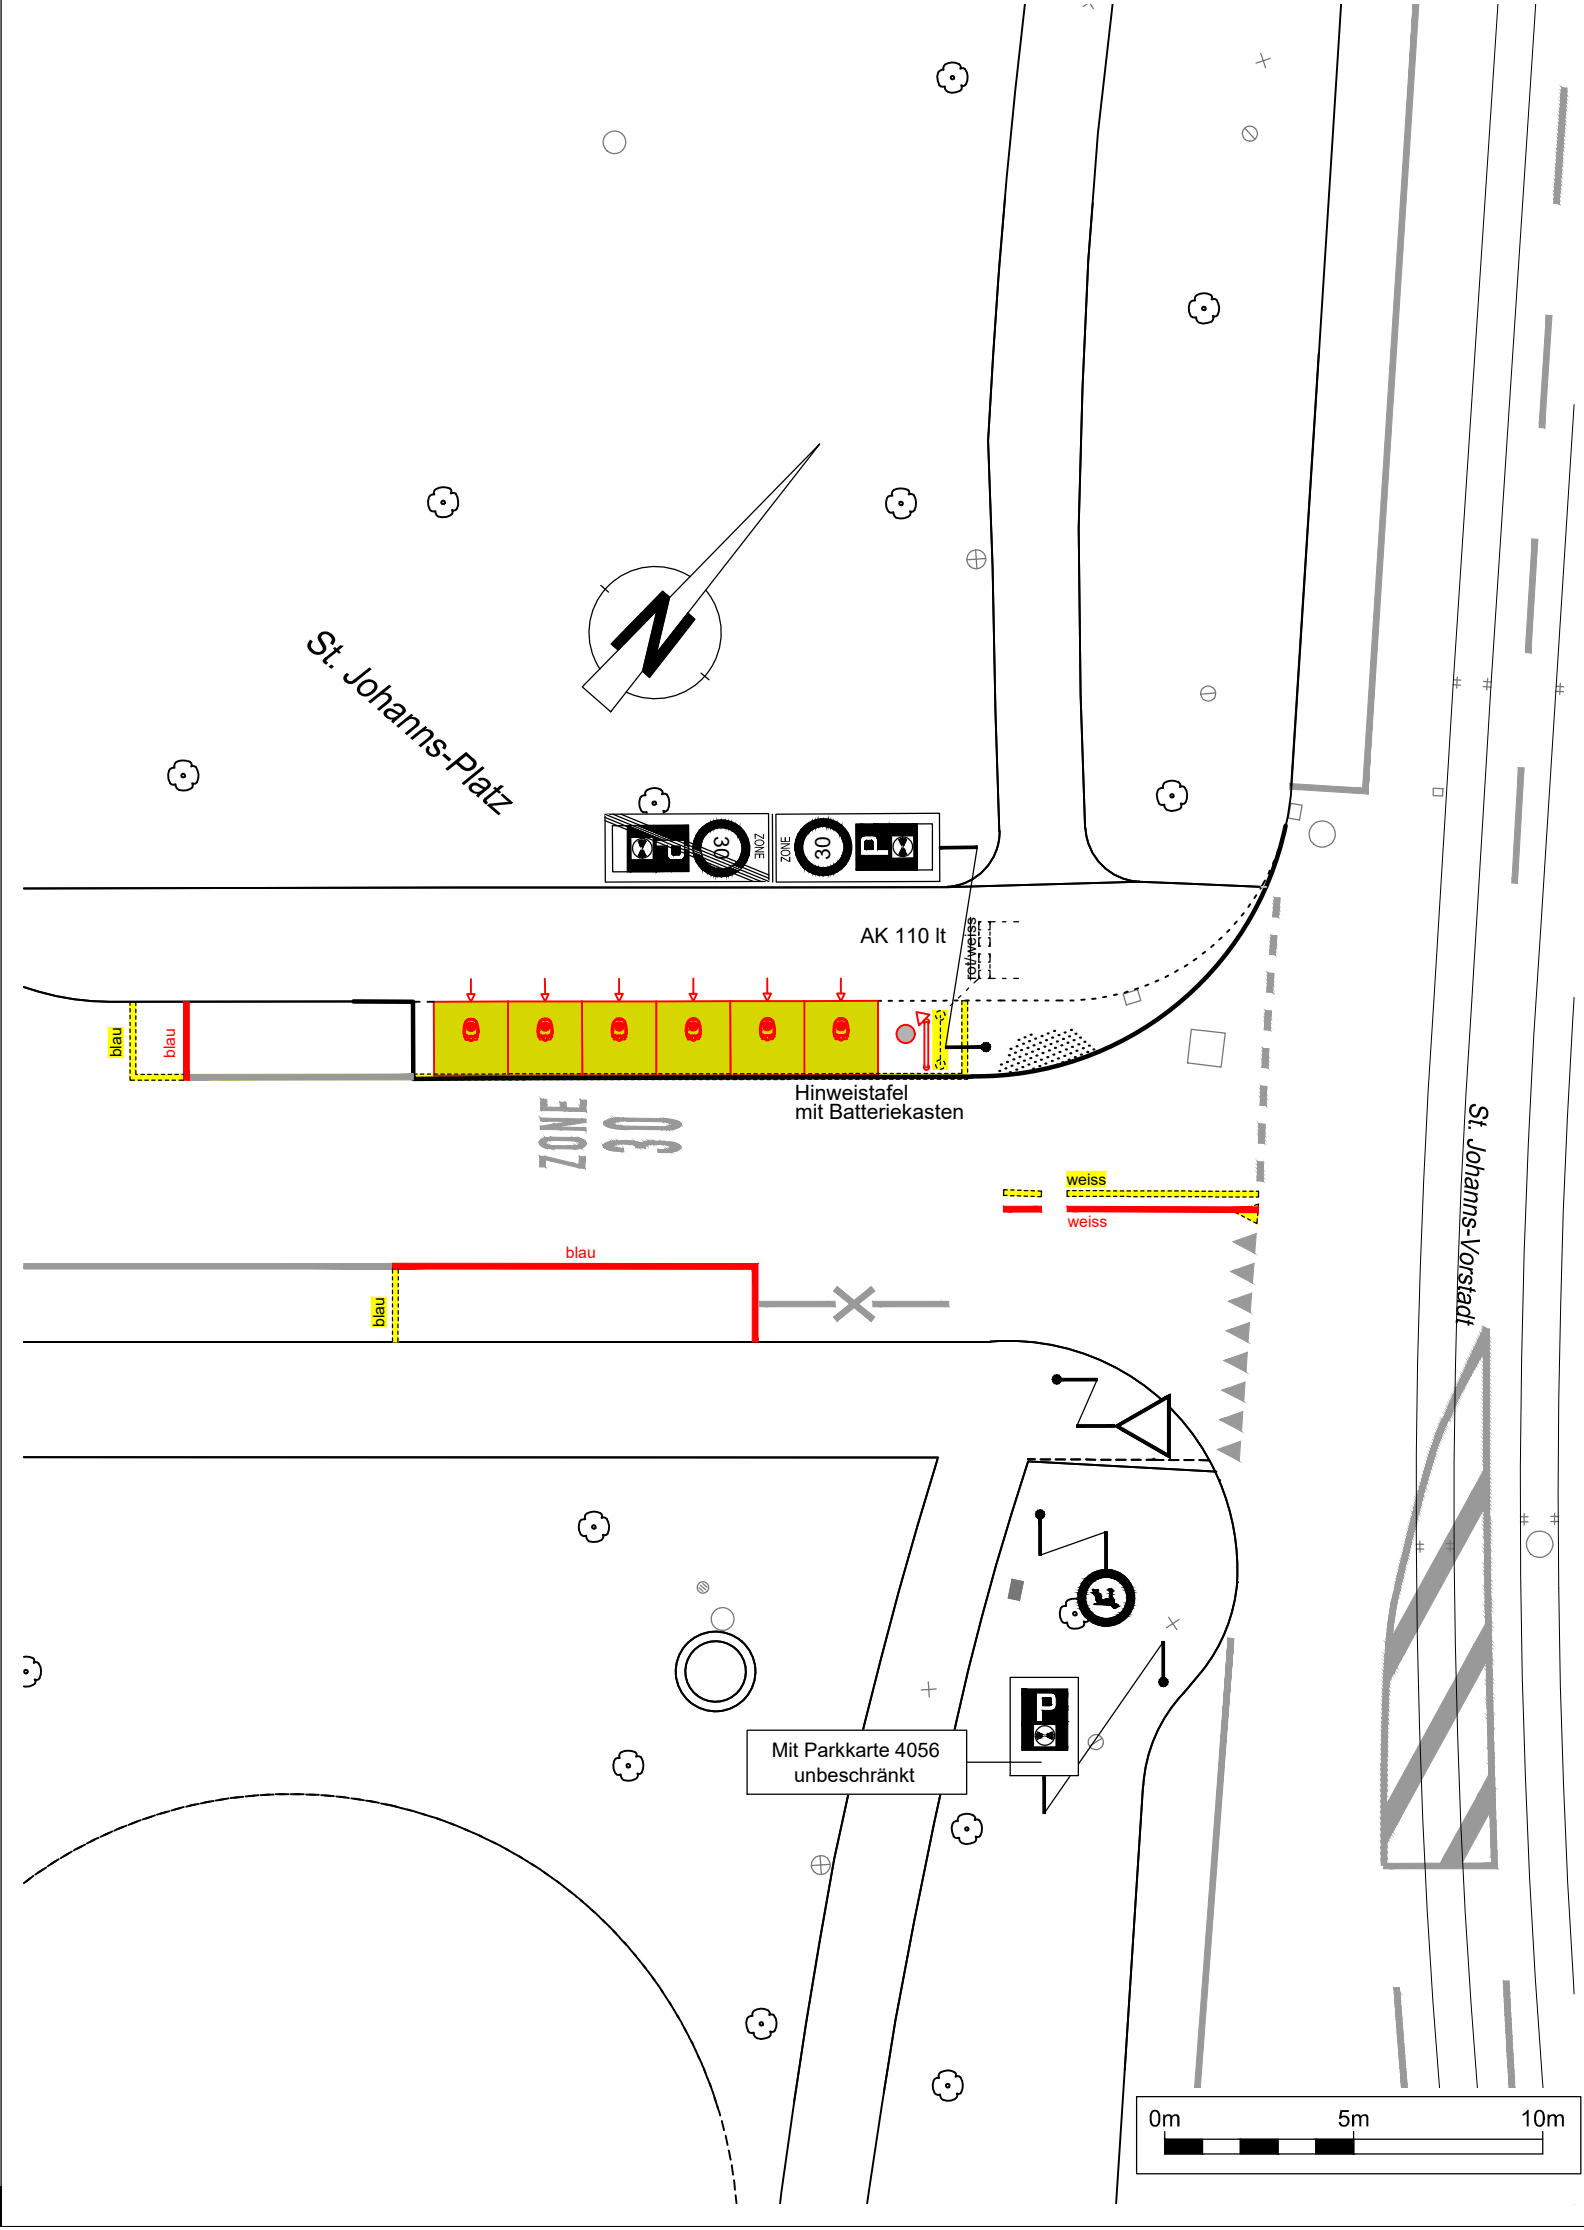 N
St. Johanns-Platz
P
30
ZONE
ZONE
30
P
AK 110 lt
rot/weiss
blau
blau
Hinweistafel
mit Batteriekasten
ZONE
30
weiss
weiss
St. Johanns-Vorstadt
blau
blau
P
Mit Parkkarte 4056
unbeschränkt
0m 5m 10m